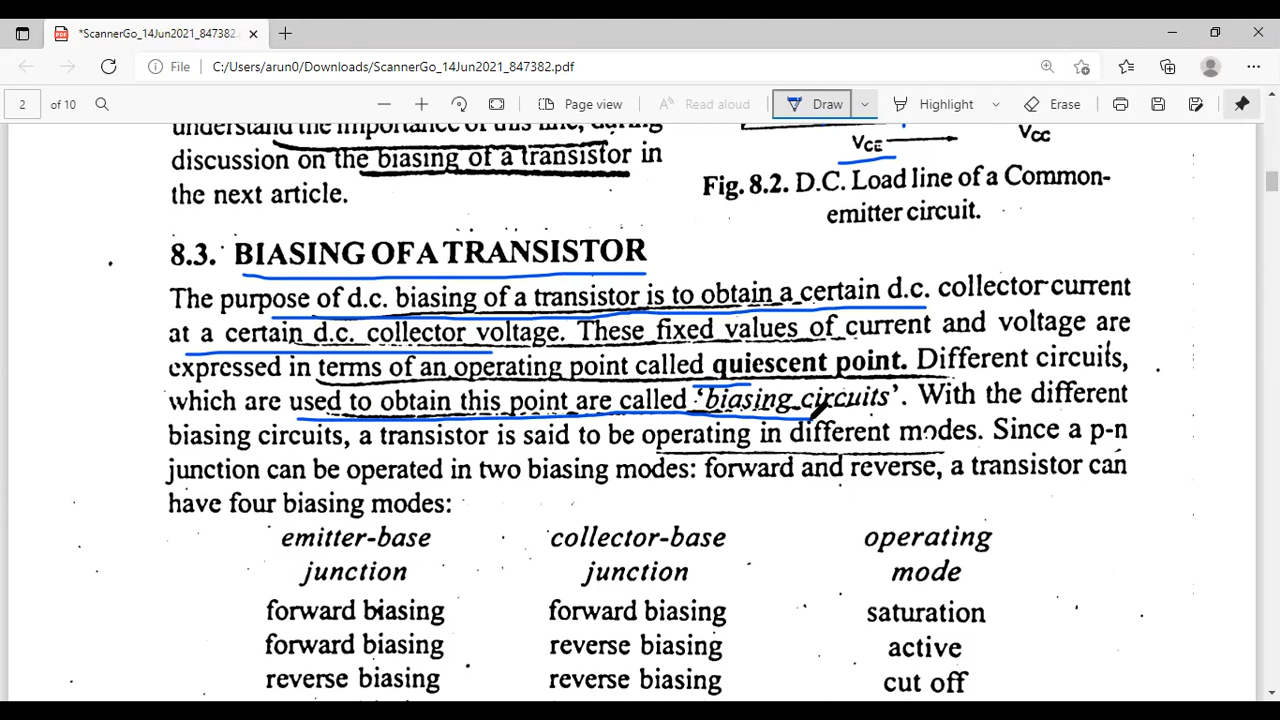 *ScannerGo_14Jun2021_847382.
File C:/Users/arun0/Downloads/ScannerGo_14Jun2021_847382.pdf
2 of 10 Page view Read aloud Draw Highlight Erase
understand the importance of this line, during
discussion on the biasing of a transistor in
the next article.
VCE VCC
Fig. 8.2. D.C. Load line of a Common-
emitter circuit.
8.3. BIASING OF A TRANSISTOR
The purpose of d.c. biasing of a transistor is to obtain a certain d.c. collector current
at a certain d.c. collector voltage. These fixed values of current and voltage are
expressed in terms of an operating point called quiescent point. Different circuits,
which are used to obtain this point are called 'biasing circuits'. With the different
biasing circuits, a transistor is said to be operating in different modes. Since a p-n
junction can be operated in two biasing modes: forward and reverse, a transistor can
have four biasing modes:
emitter-base collector-base operating
junction junction mode
forward biasing forward biasing saturation
forward biasing reverse biasing active
reverse biasing reverse biasing cut off